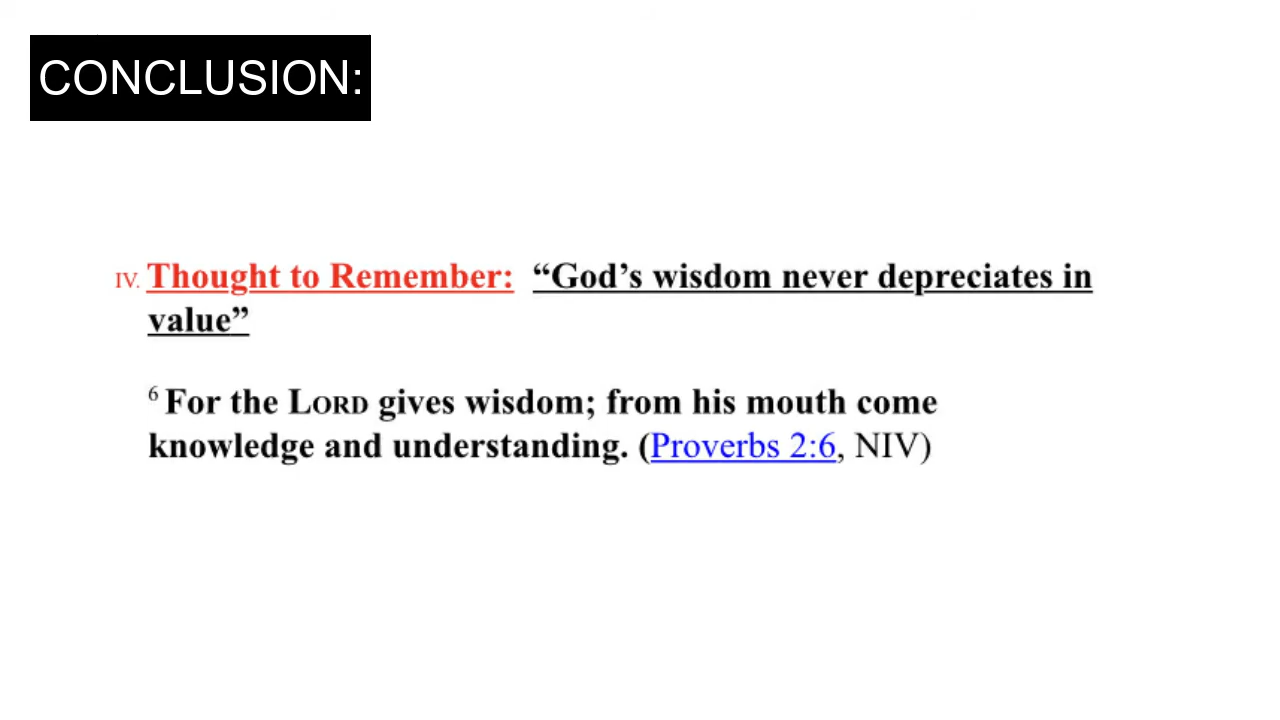 CONCLUSION:
IV. Thought to Remember: “God’s wisdom never depreciates in
value”
6 For the LORD gives wisdom; from his mouth come
knowledge and understanding. (Proverbs 2:6, NIV)